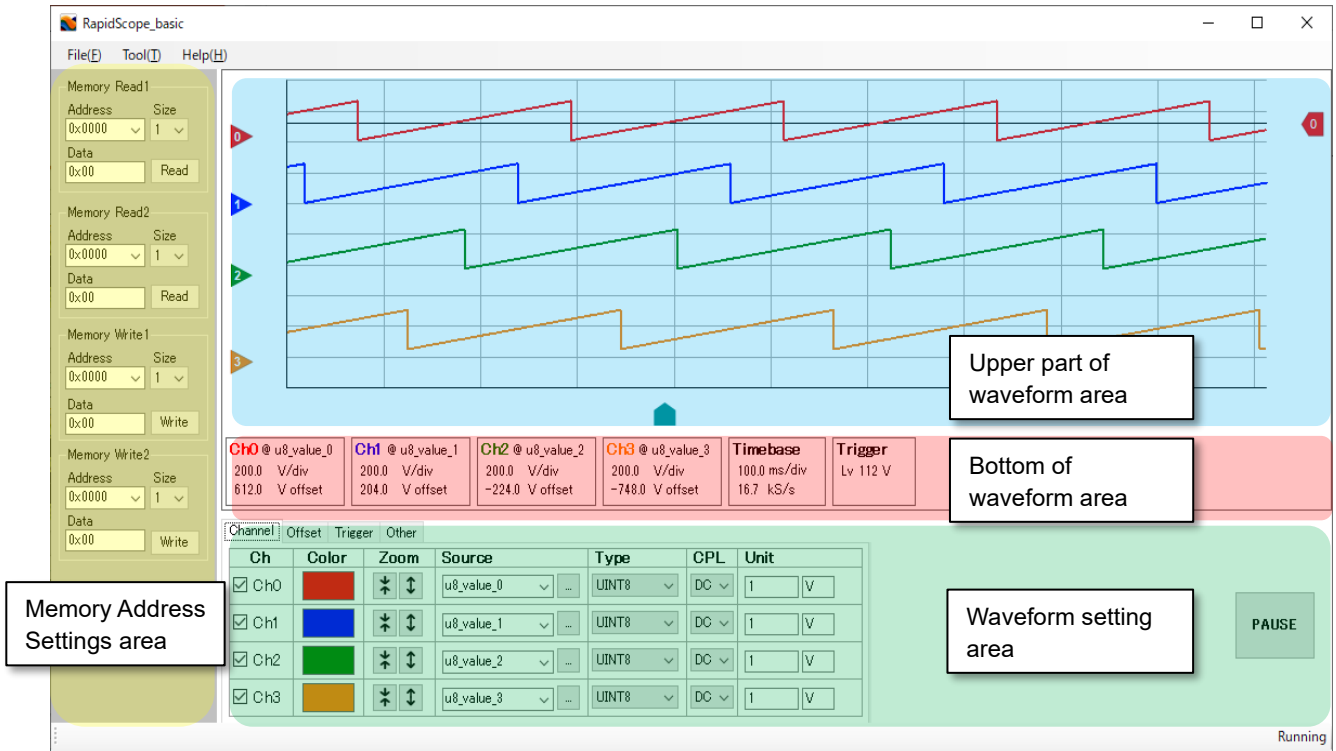 RapidScope_basic
File(F) Tool(T) Help(H)
Memory Read1
Address Size
0x0000 1
Data
0x00 Read
Memory Read2
Address Size
0x0000 1
Data
0x00 Read
Memory Write1
Address Size
0x0000 1
Data
0x00 Write
Memory Write2
Address Size
0x0000 1
Data
0x00 Write
Memory Address
Settings area
0
1
2
3
0
Upper part of
waveform area
Ch0 @ u8_value_0
200.0 V/div
612.0 V offset
Ch1 @ u8_value_1
200.0 V/div
204.0 V offset
Ch2 @ u8_value_2
200.0 V/div
-224.0 V offset
Ch3 @ u8_value_3
200.0 V/div
-748.0 V offset
Timebase
100.0 ms/div
16.7 kS/s
Trigger
Lv 112 V
Bottom of
waveform area
Channel Offset Trigger Other
Ch Color Zoom Source Type CPL Unit
Ch0 u8_value_0 ... UINT8 DC 1 V
Ch1 u8_value_1 ... UINT8 DC 1 V
Ch2 u8_value_2 ... UINT8 DC 1 V
Ch3 u8_value_3 ... UINT8 DC 1 V
Waveform setting
area
PAUSE
Running